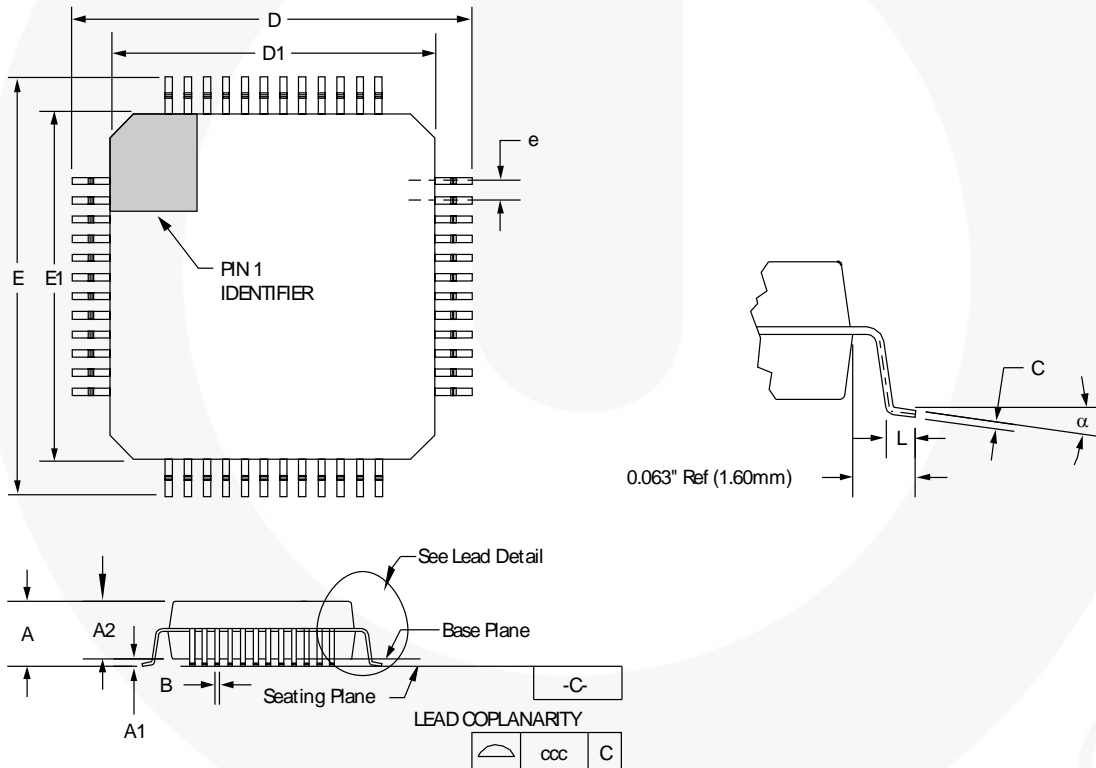 D
D1
e
E
E1
PIN 1
IDENTIFIER
C
α
L
0.063" Ref (1.60mm)
See Lead Detail
A
A2
Base Plane
B
Seating Plane
-C-
A1
LEAD COPLANARITY
ccc
C